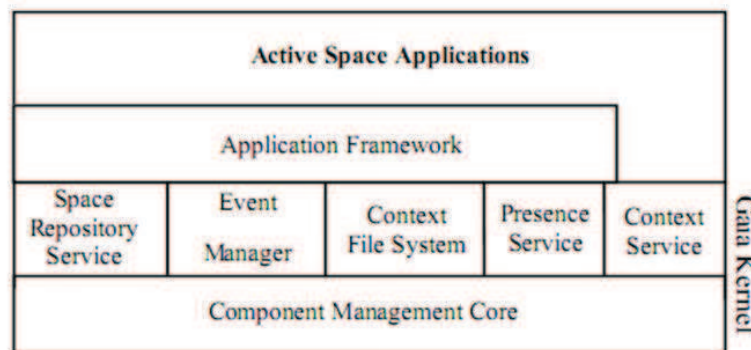 Active Space Applications
Application Framework
Space
Repository
Service
Event
Manager
Context
File System
Presence
Service
Context
Service
Gaia Kernel
Component Management Core